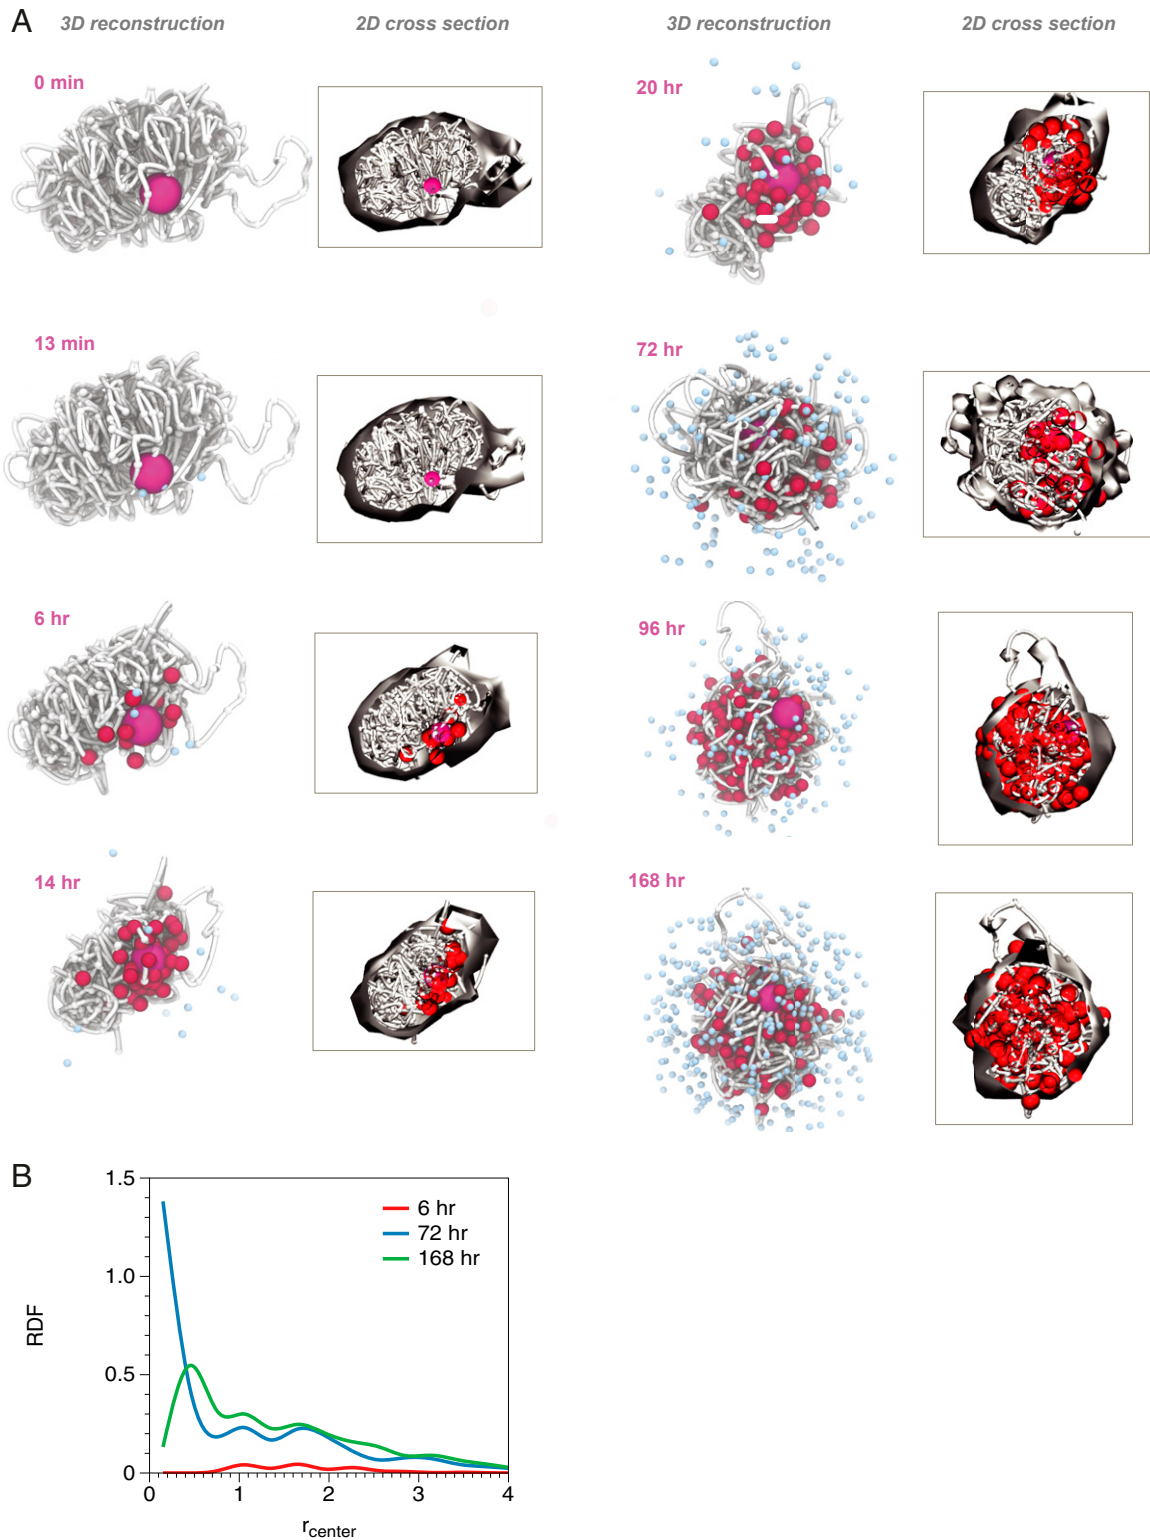 A
3D reconstruction
2D cross section
3D reconstruction
2D cross section
0 min
20 hr
13 min
72 hr
6 hr
96 hr
14 hr
168 hr
B
1.5
1.0
0.5
0
RDF
6 hr
72 hr
168 hr
0 1 2 3 4
rcenter